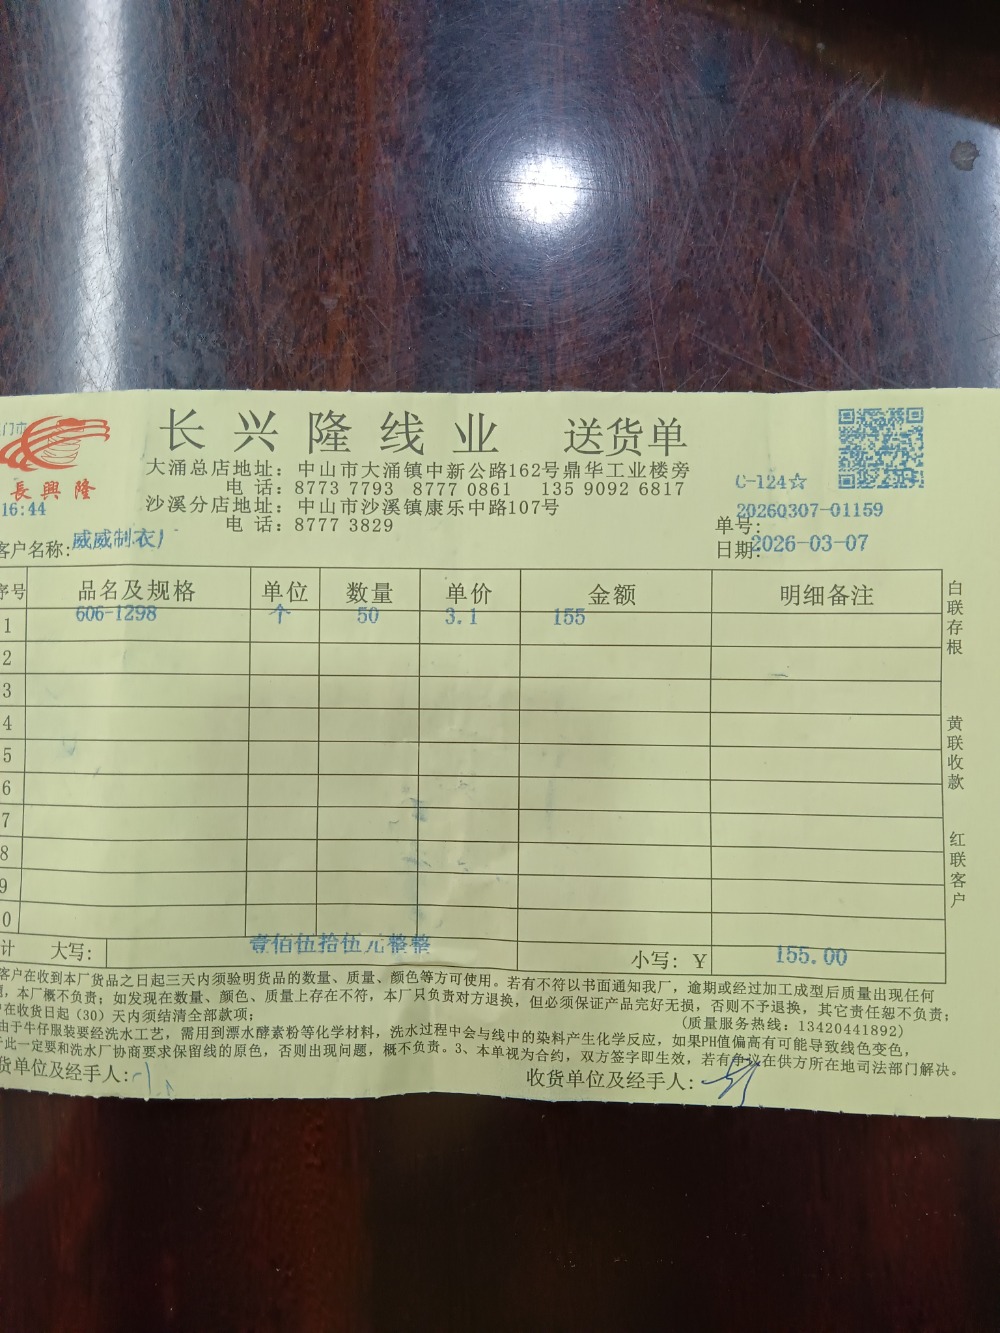 门市
長興隆
16:44
长兴隆线业 送货单
大涌总店地址：中山市大涌镇中新公路162号鼎华工业楼旁
电 话：8773 7793 8777 0861 135 9092 6817
沙溪分店地址：中山市沙溪镇康乐中路107号
电 话：8777 3829
C-124☆
单号：20260307-01159
客户名称：威威制衣厂
日期：2026-03-07
序号 品名及规格 单位 数量 单价 金额 明细备注
1 606-1298 个 50 3.1 155
2
3
4
5
6
7
8
9
0
计 大写： 壹佰伍拾伍元整整 小写：Y 155.00
客户在收到本厂货品之日起三天内须验明货品的数量、质量、颜色等方可使用。若有不符以书面通知我厂，逾期或经过加工成型后质量出现任何
，本厂概不负责；如发现在数量、颜色、质量上存在不符，本厂只负责对方退换，但必须保证产品完好无损，否则不予退换，其它责任恕不负责；
在收货日起（30）天内须结清全部款项； （质量服务热线：13420441892）
由于牛仔服装要经洗水工艺，需用到漂水酵素粉等化学材料，洗水过程中会与线中的染料产生化学反应，如果PH值偏高有可能导致线色变色，
此一定要和洗水厂协商要求保留线的原色，否则出现问题，概不负责。3、本单视为合约，双方签字即生效，若有争议在供方所在地司法部门解决。
货单位及经手人： 收货单位及经手人：
白联存根
黄联收款
红联客户